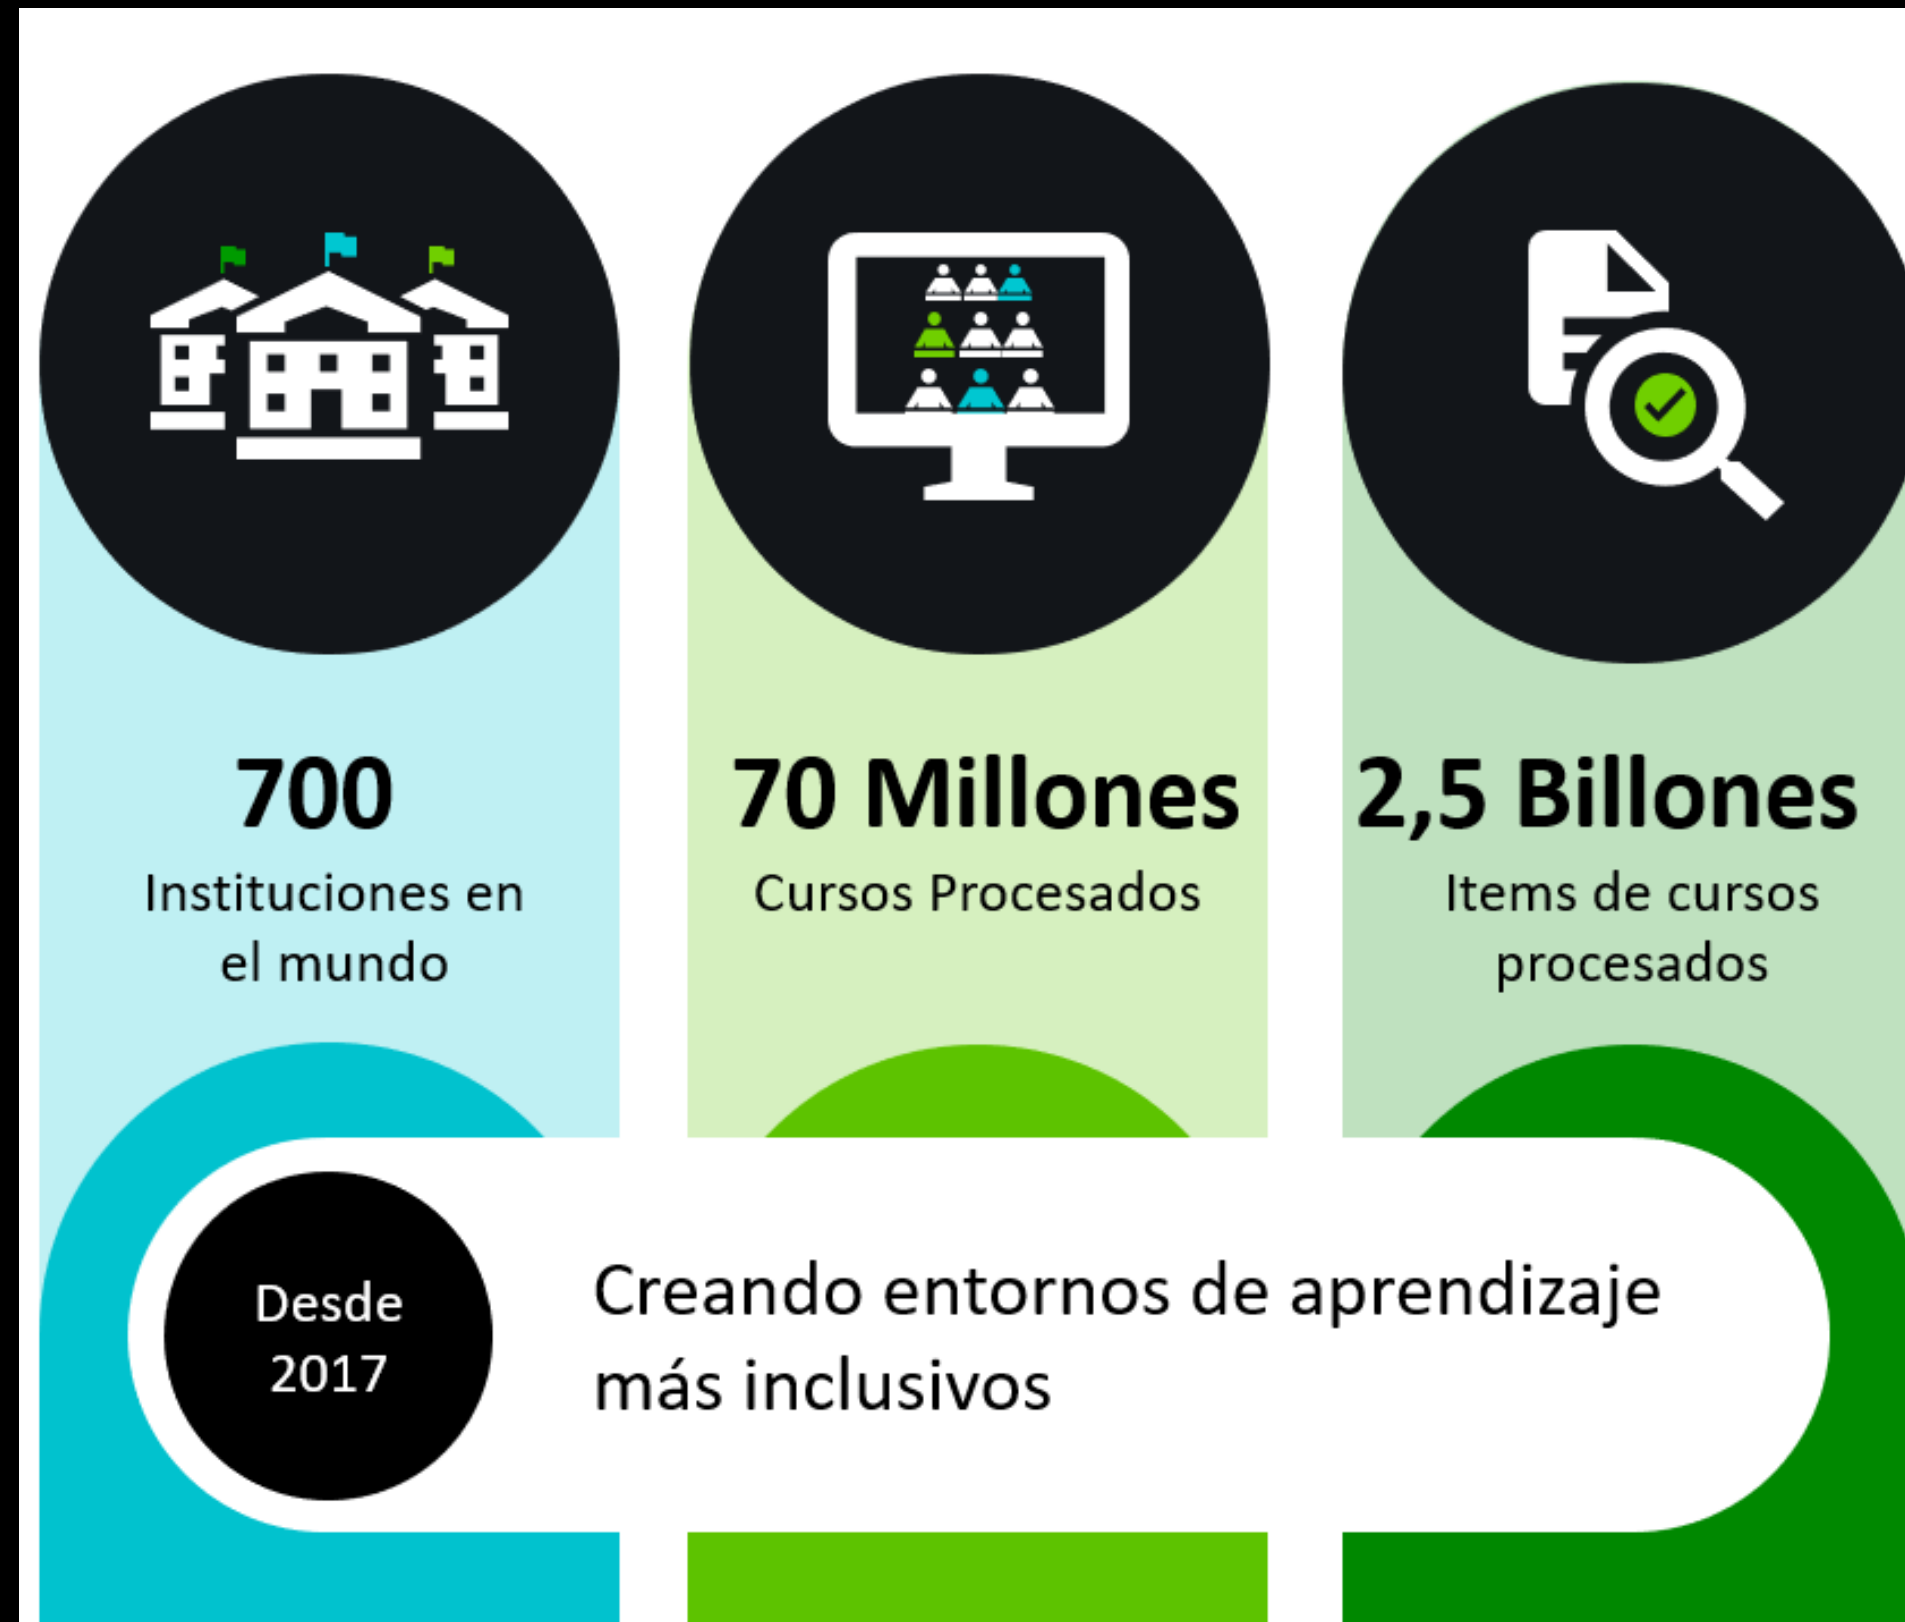 700
Instituciones en
el mundo
70 Millones
Cursos Procesados
2,5 Billones
Items de cursos
procesados
Desde
2017
Creando entornos de aprendizaje
más inclusivos